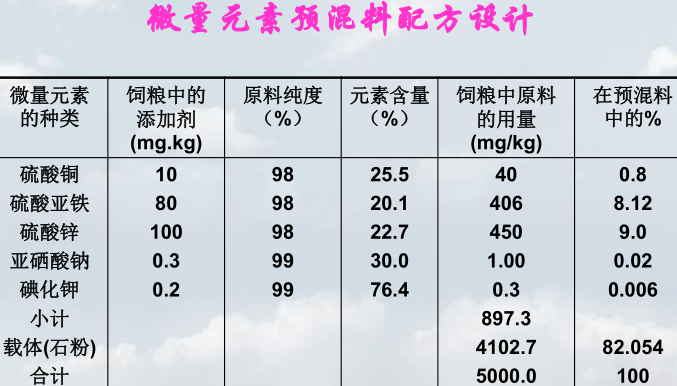 微量元素预混料配方设计
微量元素的种类 饲粮中的添加剂(mg.kg) 原料纯度(%) 元素含量(%) 饲粮中原料的用量(mg/kg) 在预混料中的%
硫酸铜 10 98 25.5 40 0.8
硫酸亚铁 80 98 20.1 406 8.12
硫酸锌 100 98 22.7 450 9.0
亚硒酸钠 0.3 99 30.0 1.00 0.02
碘化钾 0.2 99 76.4 0.3 0.006
小计 897.3
载体(石粉) 4102.7 82.054
合计 5000.0 100